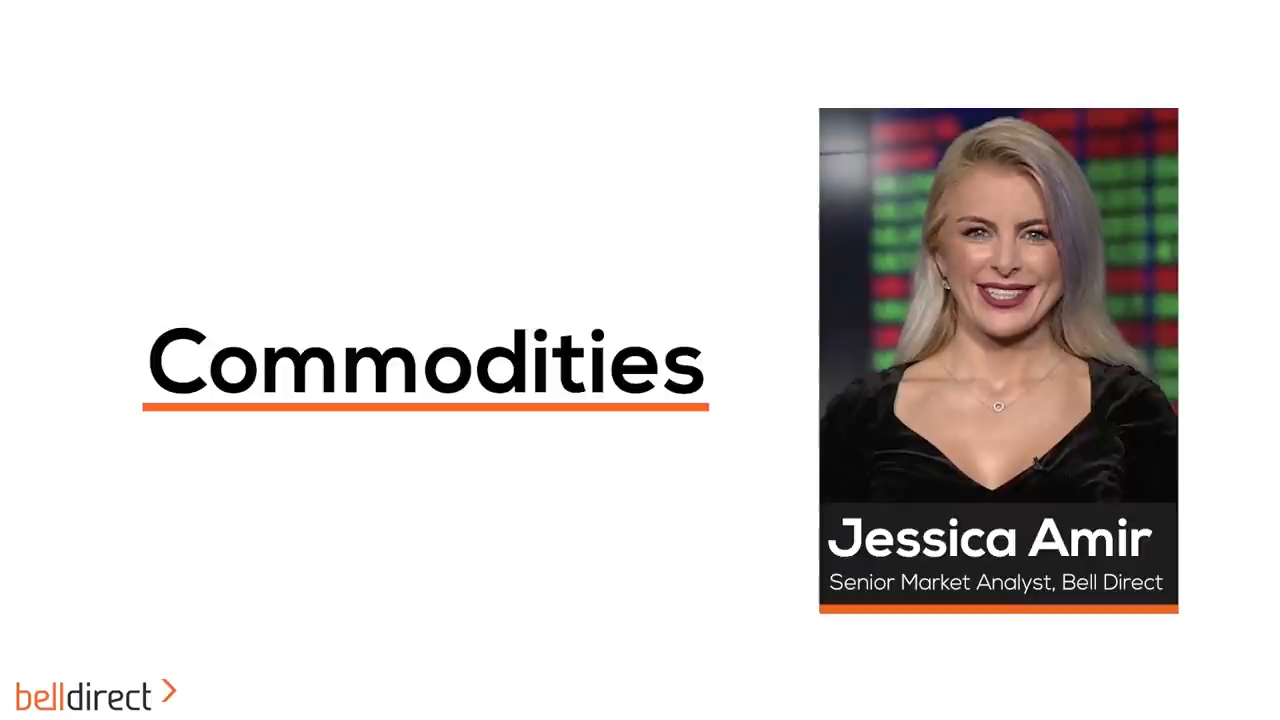 Commodities
Jessica Amir
Senior Market Analyst, Bell Direct
belldirect